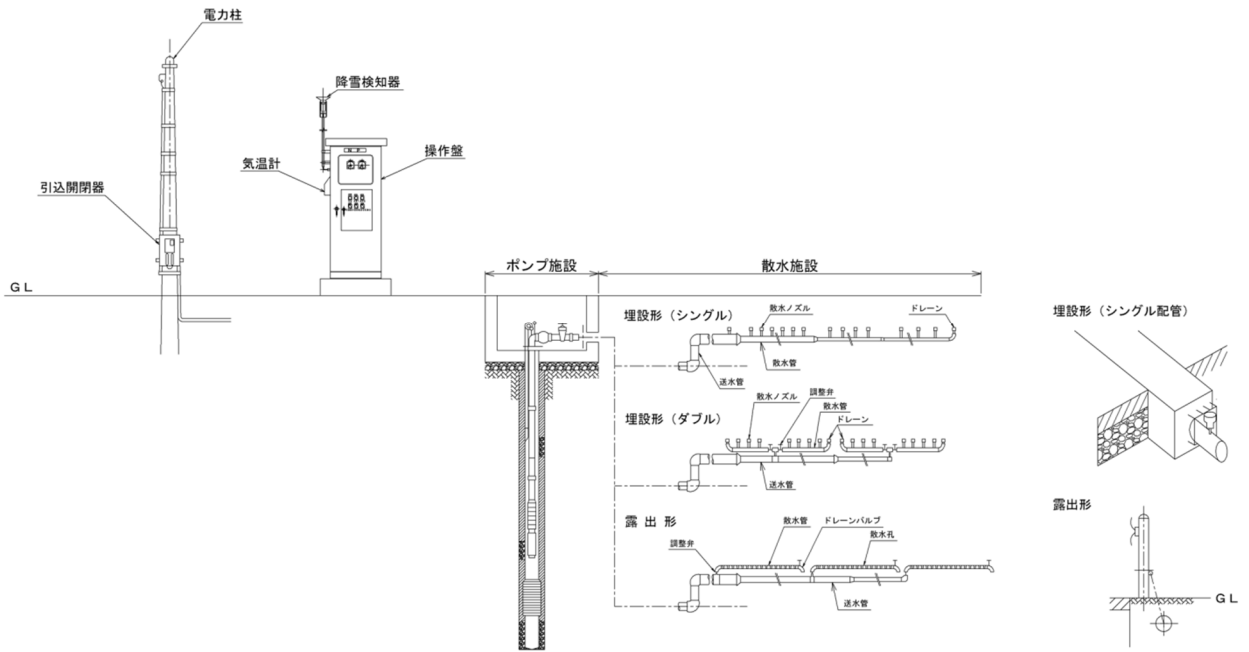 電力柱
降雪検知器
気温計
操作盤
引込開閉器
GL
ポンプ施設
散水施設
埋設形（シングル）
散水ノズル
ドレーン
散水管
送水管
埋設形（ダブル）
散水ノズル
調整弁
散水管
ドレーン
送水管
露出形
散水管
ドレーンバルブ
散水孔
調整弁
送水管
埋設形（シングル配管）
露出形
GL